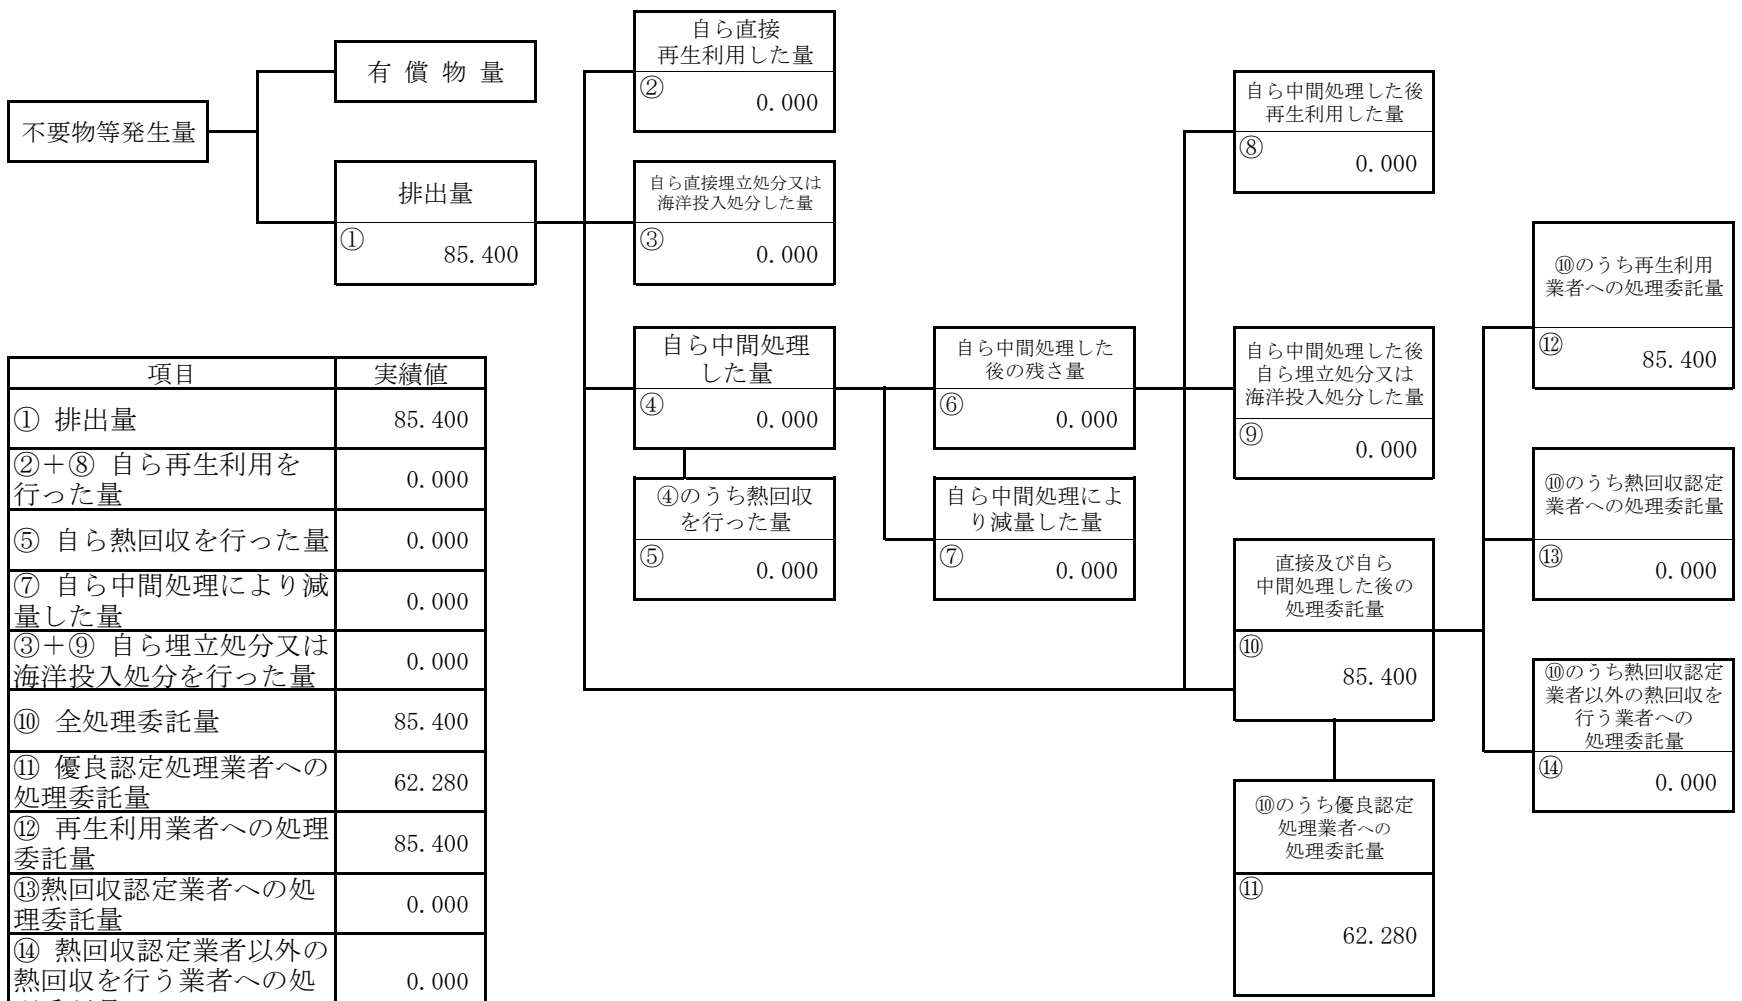 不要物等発生量
有 償 物 量
排出量
①
85.400
自ら直接
再生利用した量
②
0.000
自ら直接埋立処分又は
海洋投入処分した量
③
0.000
自ら中間処理
した量
④
0.000
④のうち熱回収
を行った量
⑤
0.000
自ら中間処理した
後の残さ量
⑥
0.000
自ら中間処理によ
り減量した量
⑦
0.000
自ら中間処理した後
再生利用した量
⑧
0.000
自ら中間処理した後
自ら埋立処分又は
海洋投入処分した量
⑨
0.000
直接及び自ら
中間処理した後の
処理委託量
⑩
85.400
⑩のうち優良認定
処理業者への
処理委託量
⑪
62.280
⑩のうち再生利用
業者への処理委託量
⑫
85.400
⑩のうち熱回収認定
業者への処理委託量
⑬
0.000
⑩のうち熱回収認定
業者以外の熱回収を
行う業者への
処理委託量
⑭
0.000
項目 実績値
① 排出量 85.400
②＋⑧ 自ら再生利用を
行った量 0.000
⑤ 自ら熱回収を行った量 0.000
⑦ 自ら中間処理により減
量した量 0.000
③＋⑨ 自ら埋立処分又は
海洋投入処分を行った量 0.000
⑩ 全処理委託量 85.400
⑪ 優良認定処理業者への
処理委託量 62.280
⑫ 再生利用業者への処理
委託量 85.400
⑬熱回収認定業者への処
理委託量 0.000
⑭ 熱回収認定業者以外の
熱回収を行う業者への処 0.000